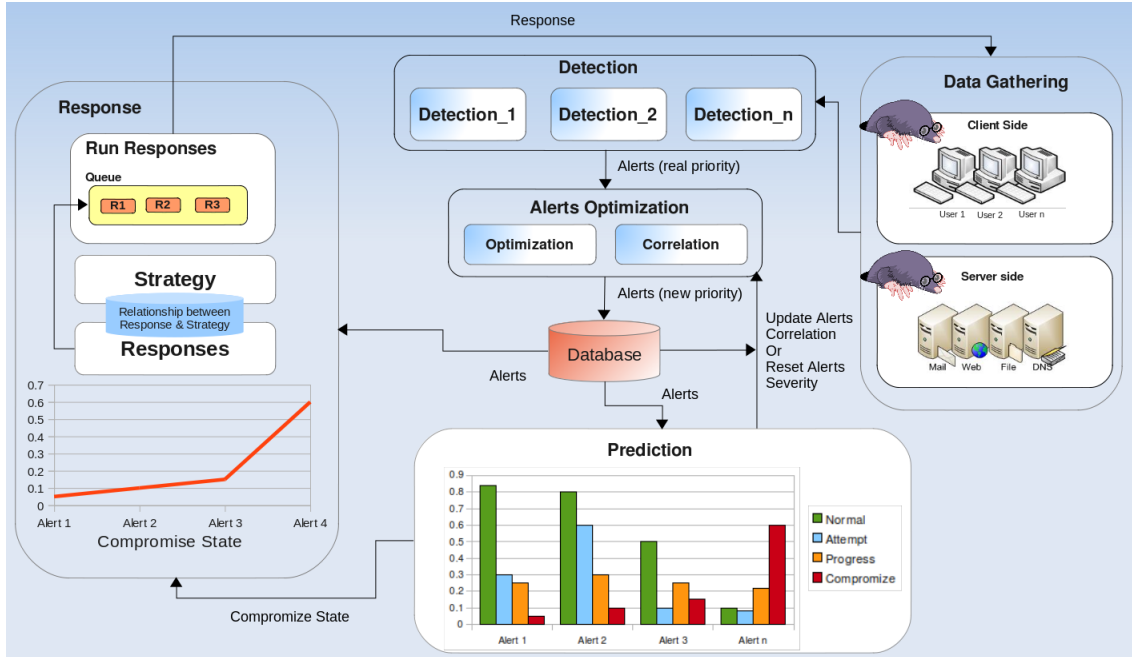 Response
Response
Run Responses
Queue
R1 R2 R3
Strategy
Relationship between
Response & Strategy
Responses
0.7
0.6
0.5
0.4
0.3
0.2
0.1
0
Alert 1 Alert 2 Alert 3 Alert 4
Compromise State
Detection
Detection_1 Detection_2 Detection_n
Alerts (real priority)
Alerts Optimization
Optimization Correlation
Alerts (new priority)
Database
Alerts
Alerts
Update Alerts
Correlation
Or
Reset Alerts
Severity
Data Gathering
Client Side
User 1 User 2 User n
Server side
Mail Web File DNS
Prediction
0.9
0.8
0.7
0.6
0.5
0.4
0.3
0.2
0.1
0
Alert 1 Alert 2 Alert 3 Alert n
Normal
Attempt
Progress
Compromize
Compromize State